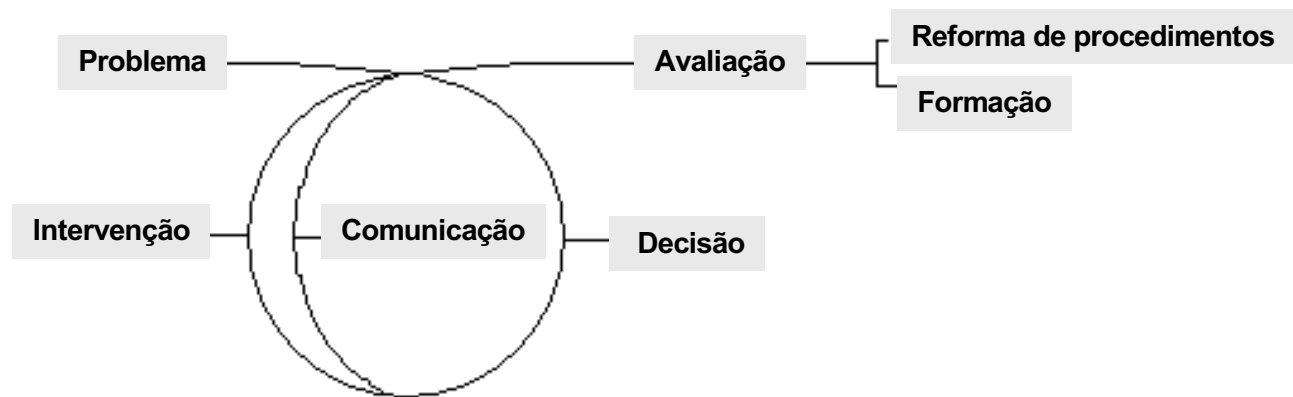 Problema
Avaliação
Reforma de procedimentos
Formação
Intervenção
Comunicação
Decisão